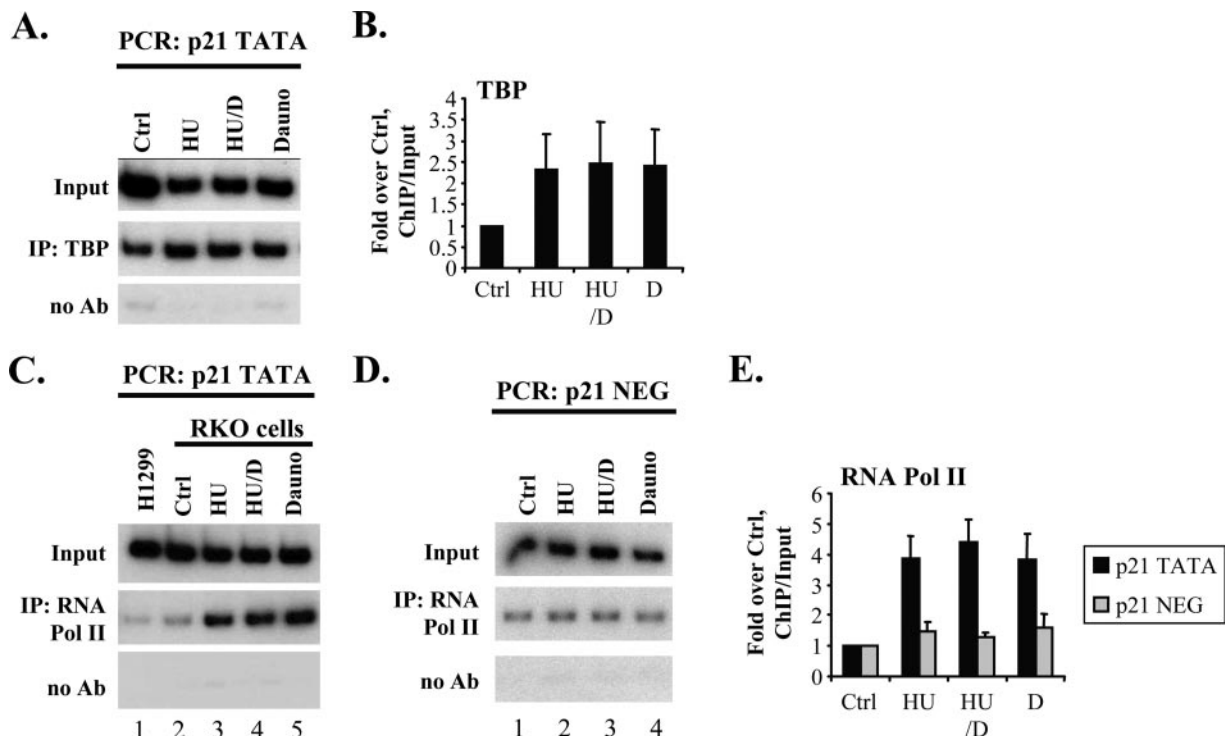 A.
PCR: p21 TATA
Ctrl
HU
HU/D
Dauno
Input
IP: TBP
no Ab
B.
TBP
Fold over Ctrl,
ChIP/Input
4
3.5
3
2.5
2
1.5
1
0.5
0
Ctrl
HU
HU
/D
D
C.
PCR: p21 TATA
RKO cells
H1299
Ctrl
HU
HU/D
Dauno
Input
IP: RNA
Pol II
no Ab
1 2 3 4 5
D.
PCR: p21 NEG
Ctrl
HU
HU/D
Dauno
Input
IP: RNA
Pol II
no Ab
1 2 3 4
E.
RNA Pol II
Fold over Ctrl,
ChIP/Input
6
5
4
3
2
1
0
Ctrl
HU
HU
/D
D
p21 TATA
p21 NEG